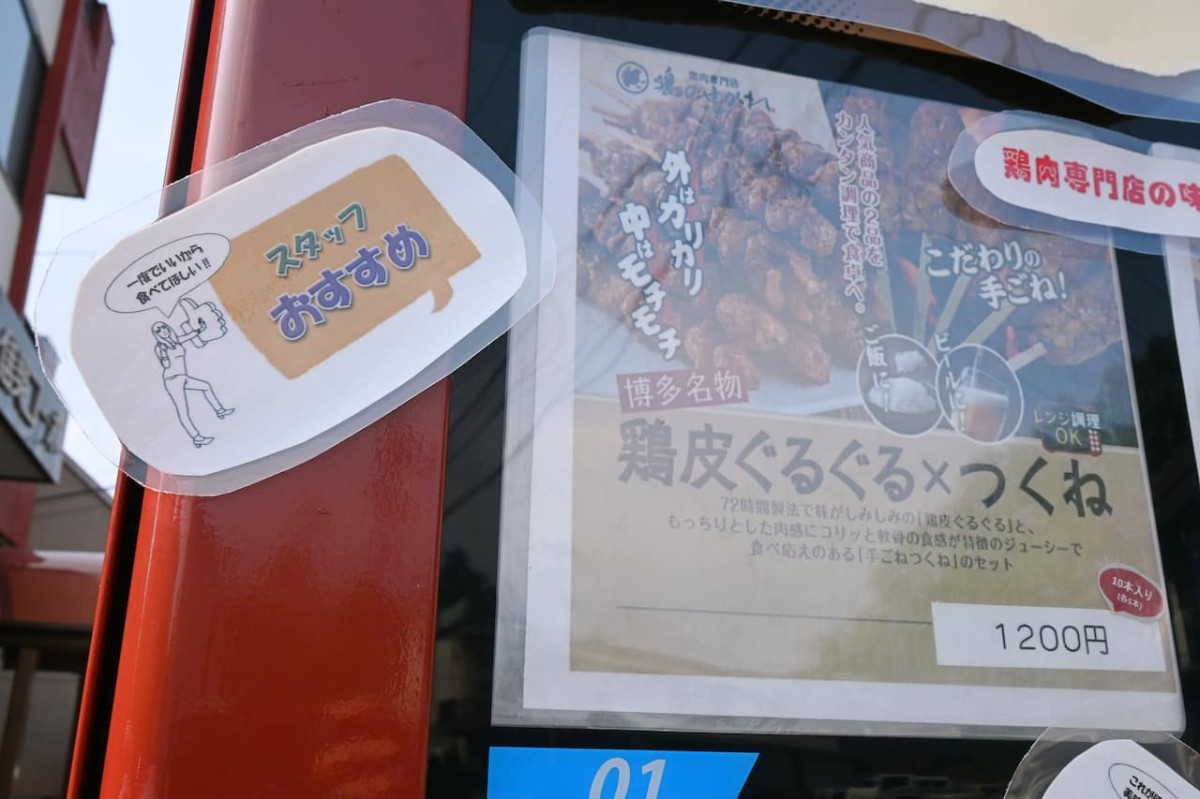 一度でいいから
食べてほしい!!
スタッフ
おすすめ
鶏肉専門店
人気商品の2品を
カンタン調理で食卓へ。
外はカリカリ
中はモチモチ
こだわりの
手ごね!
ご飯に!
ビールに!
レンジ調理
OK
博多名物
鶏皮ぐるぐる×つくね
72時間製法で味がしみしみの「鶏皮ぐるぐる」と、
もっちりとした肉感にコリッと軟骨の食感が特徴のジューシーで
食べ応えのある「手ごねつくね」のセット
10本入り
(各5本)
1200円
鶏肉専門店の味
01